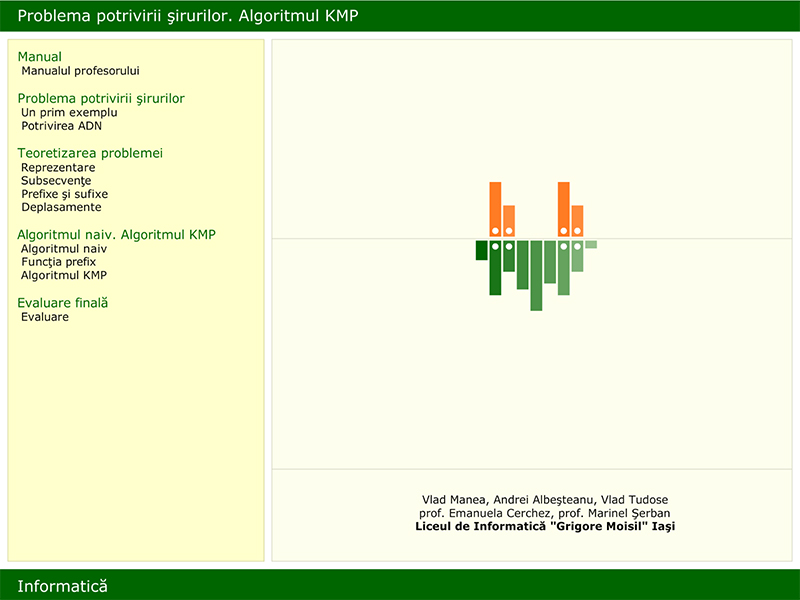 Problema potrivirii şirurilor. Algoritmul KMP
Manual
Manualul profesorului
Problema potrivirii şirurilor
Un prim exemplu
Potrivirea ADN
Teoretizarea problemei
Reprezentare
Subsecvenţe
Prefixe şi sufixe
Deplasamente
Algoritmul naiv. Algoritmul KMP
Algoritmul naiv
Funcţia prefix
Algoritmul KMP
Evaluare finală
Evaluare
Vlad Manea, Andrei Albeşteanu, Vlad Tudose
prof. Emanuela Cerchez, prof. Marinel Şerban
Liceul de Informatică "Grigore Moisil" Iaşi
Informatică